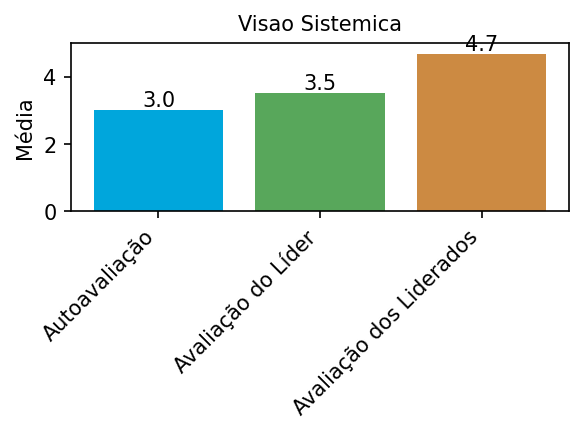 Visao Sistemica
Média
4
2
0
3.0
3.5
4.7
Autoavaliação
Avaliação do Líder
Avaliação dos Liderados